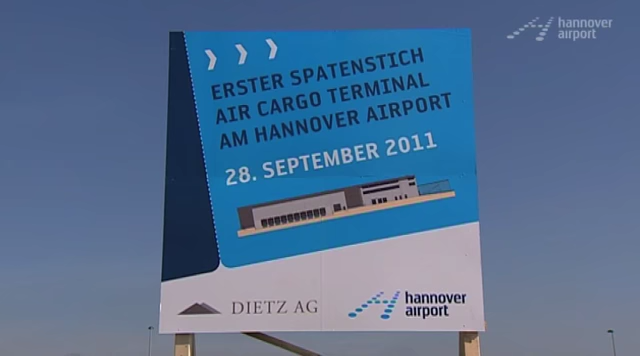 hannover
airport
ERSTER SPATENSTICH
AIR CARGO TERMINAL
AM HANNOVER AIRPORT
28. SEPTEMBER 2011
DIETZ AG
hannover
airport